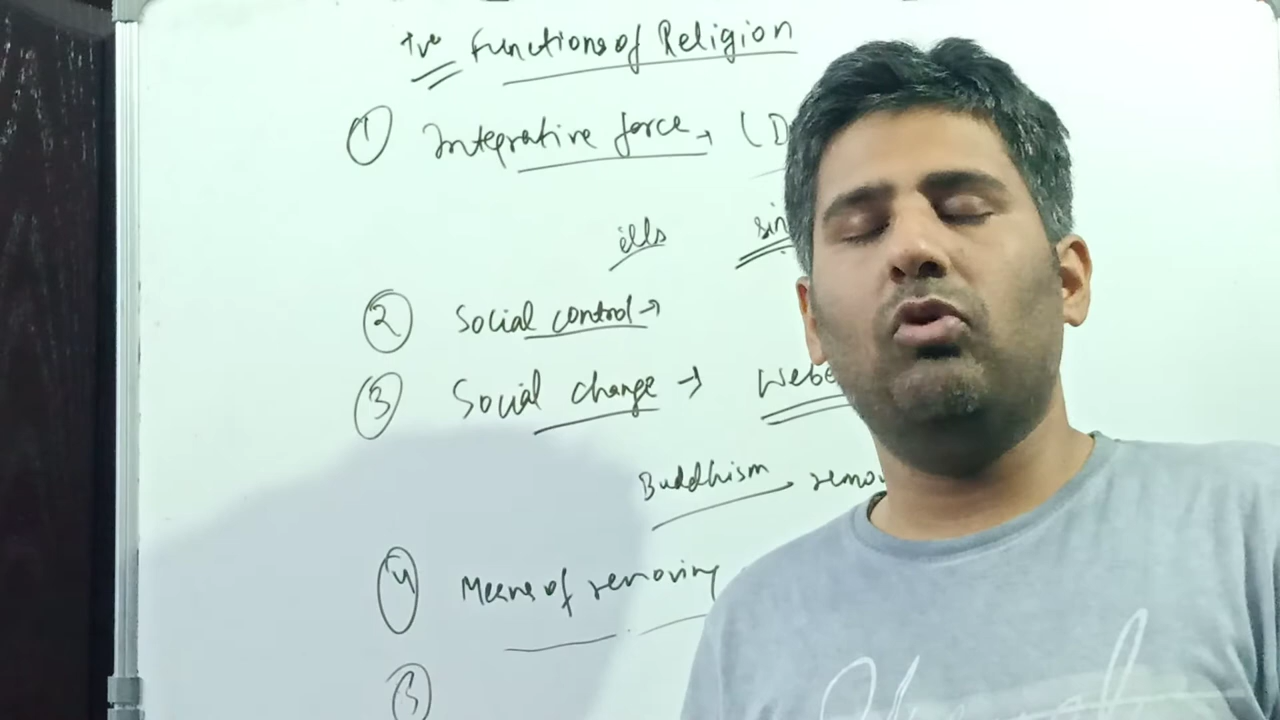 +ve Functions of Religion
① Integrative force → (D
ills sin
② Social control →
③ Social change → Webe
Buddhism → remo
④ Means of removing
⑤